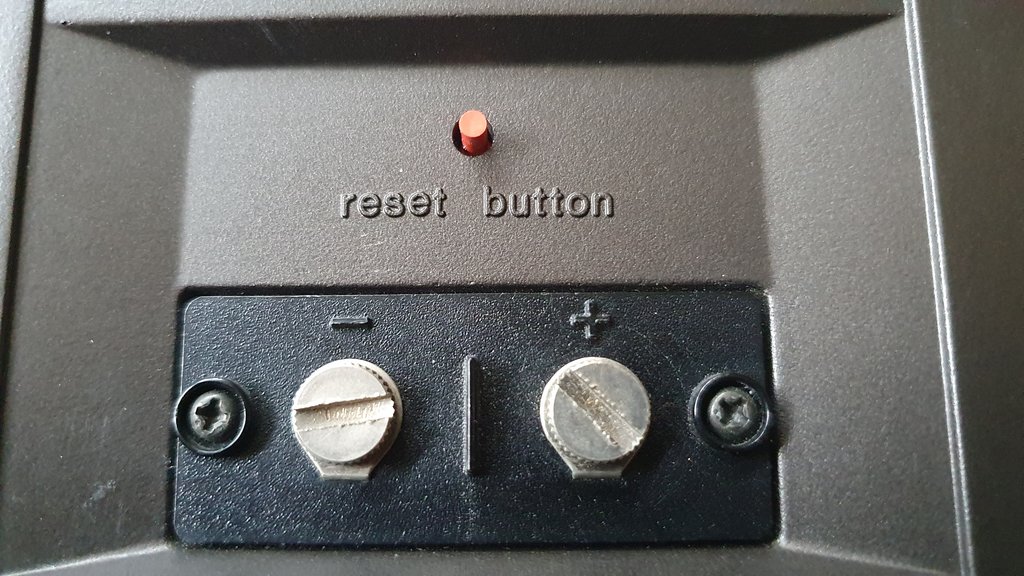 reset button
- +